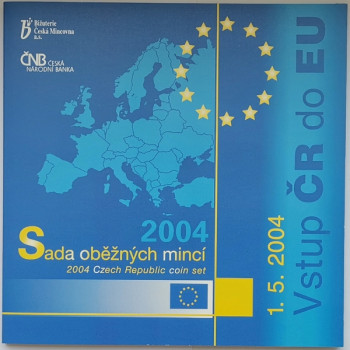 Bižuterie
Česká Mincovna
a.s.
ČNB ČESKÁ
NÁRODNÍ BANKA
2004
Sada oběžných mincí
2004 Czech Republic coin set
1. 5. 2004
Vstup ČR do EU